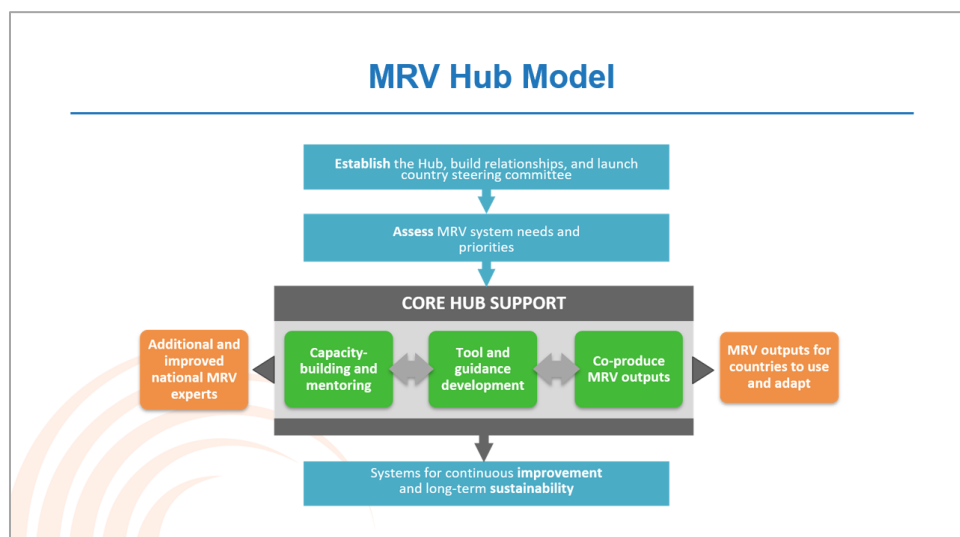 MRV Hub Model
Establish the Hub, build relationships, and launch
country steering committee
Assess MRV system needs and
priorities
CORE HUB SUPPORT
Additional and
improved
national MRV
experts
Capacity-
building and
mentoring
Tool and
guidance
development
Co-produce
MRV outputs
MRV outputs for
countries to use
and adapt
Systems for continuous improvement
and long-term sustainability